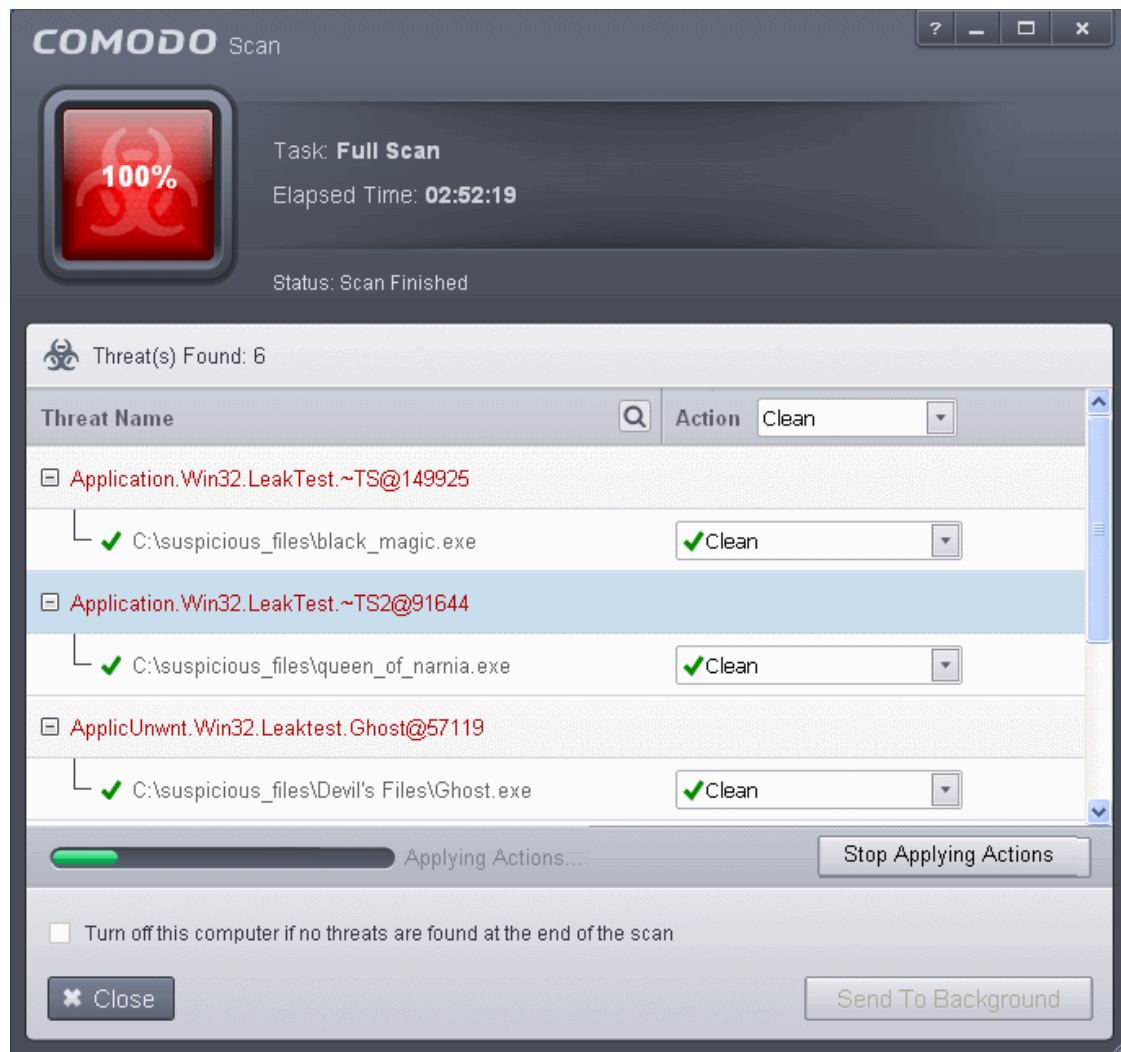 COMODO Scan
?
100%
Task: Full Scan
Elapsed Time: 02:52:19
Status: Scan Finished
Threat(s) Found: 6
Threat Name Action Clean
Application.Win32.LeakTest.~TS@149925
C:\suspicious_files\black_magic.exe Clean
Application.Win32.LeakTest.~TS2@91644
C:\suspicious_files\queen_of_narnia.exe Clean
ApplicUnwnt.Win32.Leaktest.Ghost@57119
C:\suspicious_files\Devil's Files\Ghost.exe Clean
Applying Actions... Stop Applying Actions
Turn off this computer if no threats are found at the end of the scan
Close Send To Background